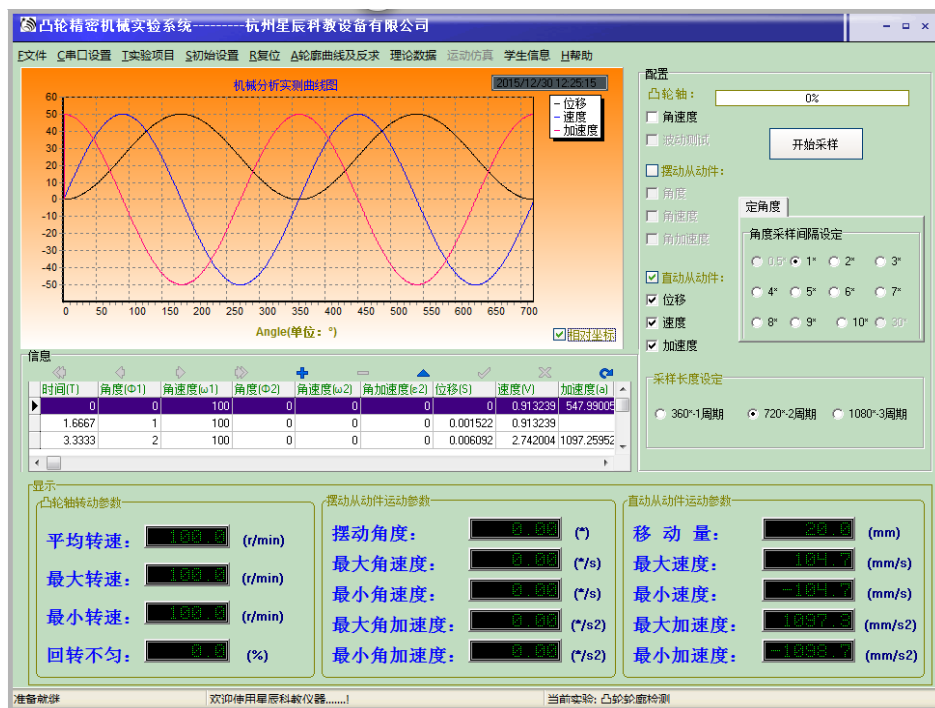 凸轮精密机械实验系统--------杭州星辰科教设备有限公司
F文件 C串口设置 T实验项目 S初始设置 R复位 A轮廓曲线及反求 理论数据 运动仿真 学生信息 H帮助
机械分析实测曲线图
2015/12/30 12:25:15
位移
速度
加速度
60
50
40
30
20
10
0
-10
-20
-30
-40
-50
0 50 100 150 200 250 300 350 400 450 500 550 600 650 700
Angle(单位: °)
相对坐标
配置
凸轮轴:
0%
角速度
波动测试
开始采样
摆动从动件:
角度
角速度
角加速度
直动从动件:
位移
速度
加速度
定角度
角度采样间隔设定
0.5° 1° 2° 3°
4° 5° 6° 7°
8° 9° 10° 30°
采样长度设定
360°-1周期 720°-2周期 1080°-3周期
信息
时间(T) 角度(Φ1) 角速度(ω1) 角度(Φ2) 角速度(ω2) 角加速度(ε2) 位移(S) 速度(V) 加速度(a)
0 0 100 0 0 0 0 0.913239 547.99005
1.6667 1 100 0 0 0 0.001522 0.913239
3.3333 2 100 0 0 0 0.006092 2.742004 1097.25952
显示
凸轮轴转动参数
平均转速: 100.0 (r/min)
最大转速: 100.0 (r/min)
最小转速: 100.0 (r/min)
回转不匀: 0.0 (%)
摆动从动件运动参数
摆动角度: 0.00 (°)
最大角速度: 0.00 (°/s)
最小角速度: 0.00 (°/s)
最大角加速度: 0.00 (°/s2)
最小角加速度: 0.00 (°/s2)
直动从动件运动参数
移 动 量: 20.0 (mm)
最大速度: 104.7 (mm/s)
最小速度: -104.7 (mm/s)
最大加速度: 1097.3 (mm/s2)
最小加速度: -1098.7 (mm/s2)
准备就继 欢迎使用星辰科教仪器......! 当前实验: 凸轮轮廓检测